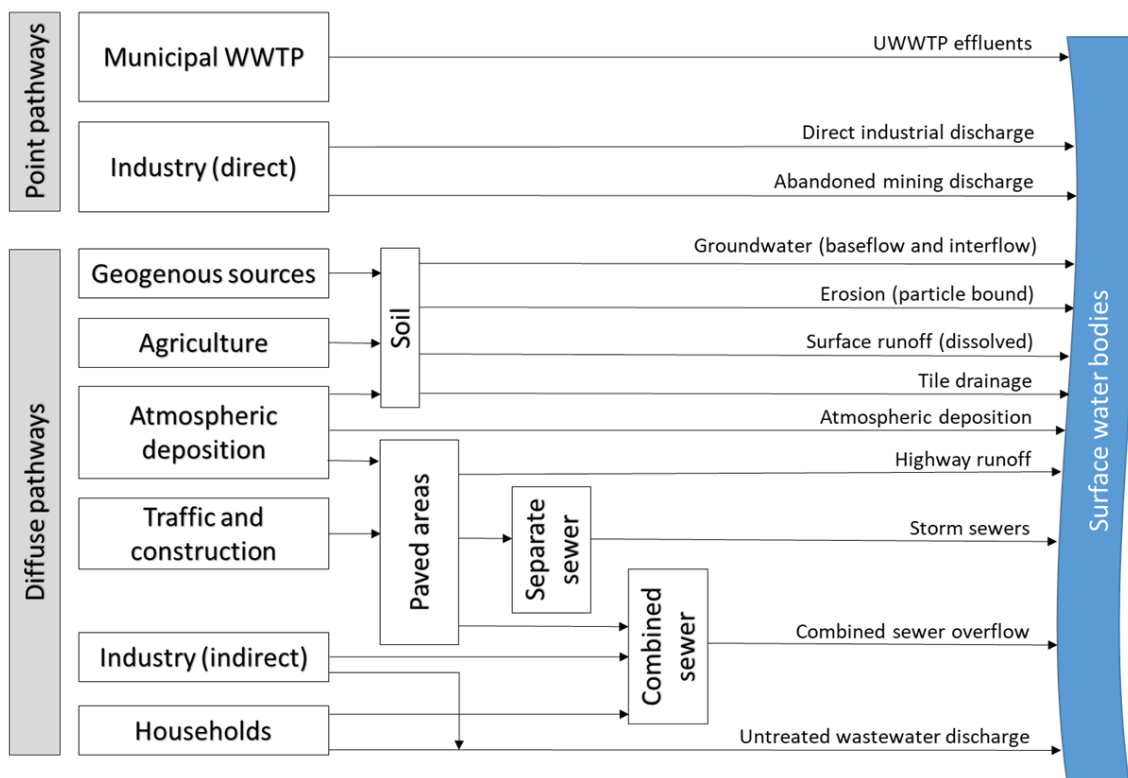 Point pathways
Municipal WWTP
UWWTP effluents
Industry (direct)
Direct industrial discharge
Abandoned mining discharge
Diffuse pathways
Geogenous sources
Agriculture
Atmospheric
deposition
Traffic and
construction
Industry (indirect)
Households
Soil
Paved areas
Separate
sewer
Combined
sewer
Groundwater (baseflow and interflow)
Erosion (particle bound)
Surface runoff (dissolved)
Tile drainage
Atmospheric deposition
Highway runoff
Storm sewers
Combined sewer overflow
Untreated wastewater discharge
Surface water bodies